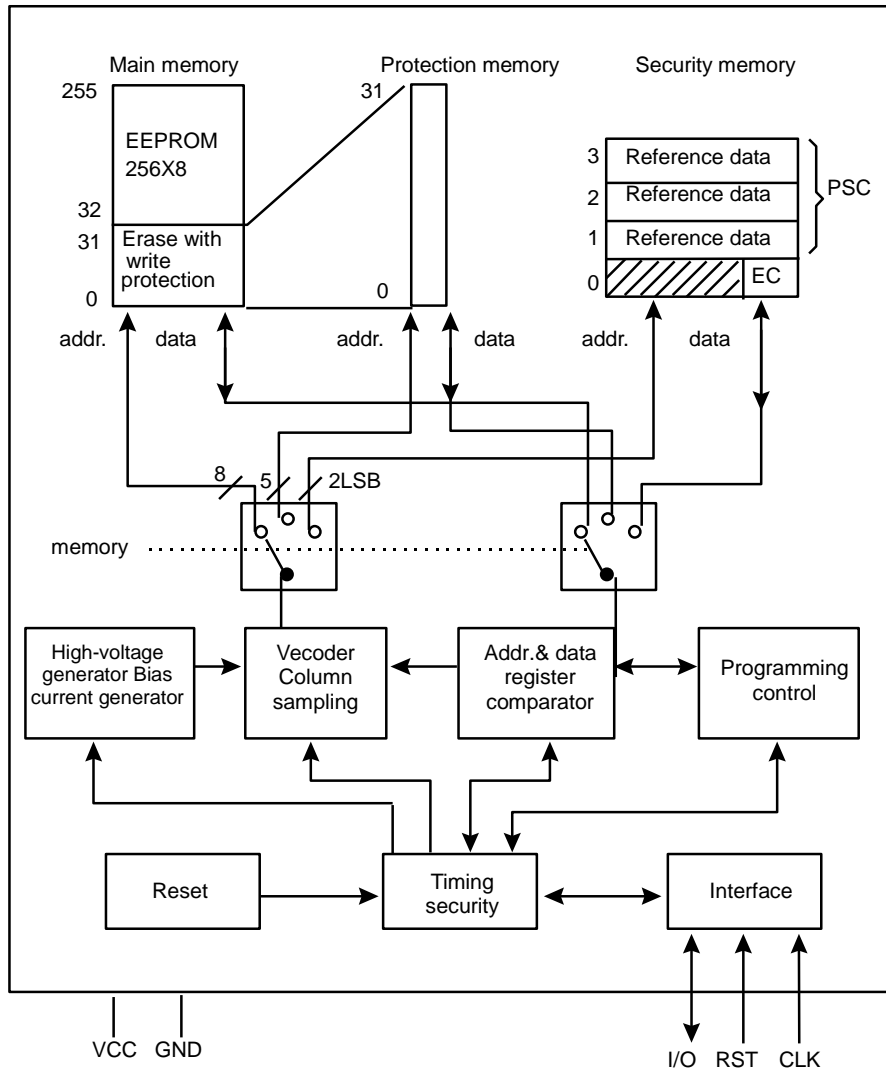 Main memory
Protection memory
Security memory
255
EEPROM
256X8
32
31
Erase with
write
protection
0
31
0
3
Reference data
2
Reference data
1
Reference data
0
EC
PSC
addr.
data
addr.
data
addr.
data
8
5
2LSB
memory
High-voltage
generator Bias
current generator
Vecoder
Column
sampling
Addr.& data
register
comparator
Programming
control
Reset
Timing
security
Interface
VCC
GND
I/O
RST
CLK